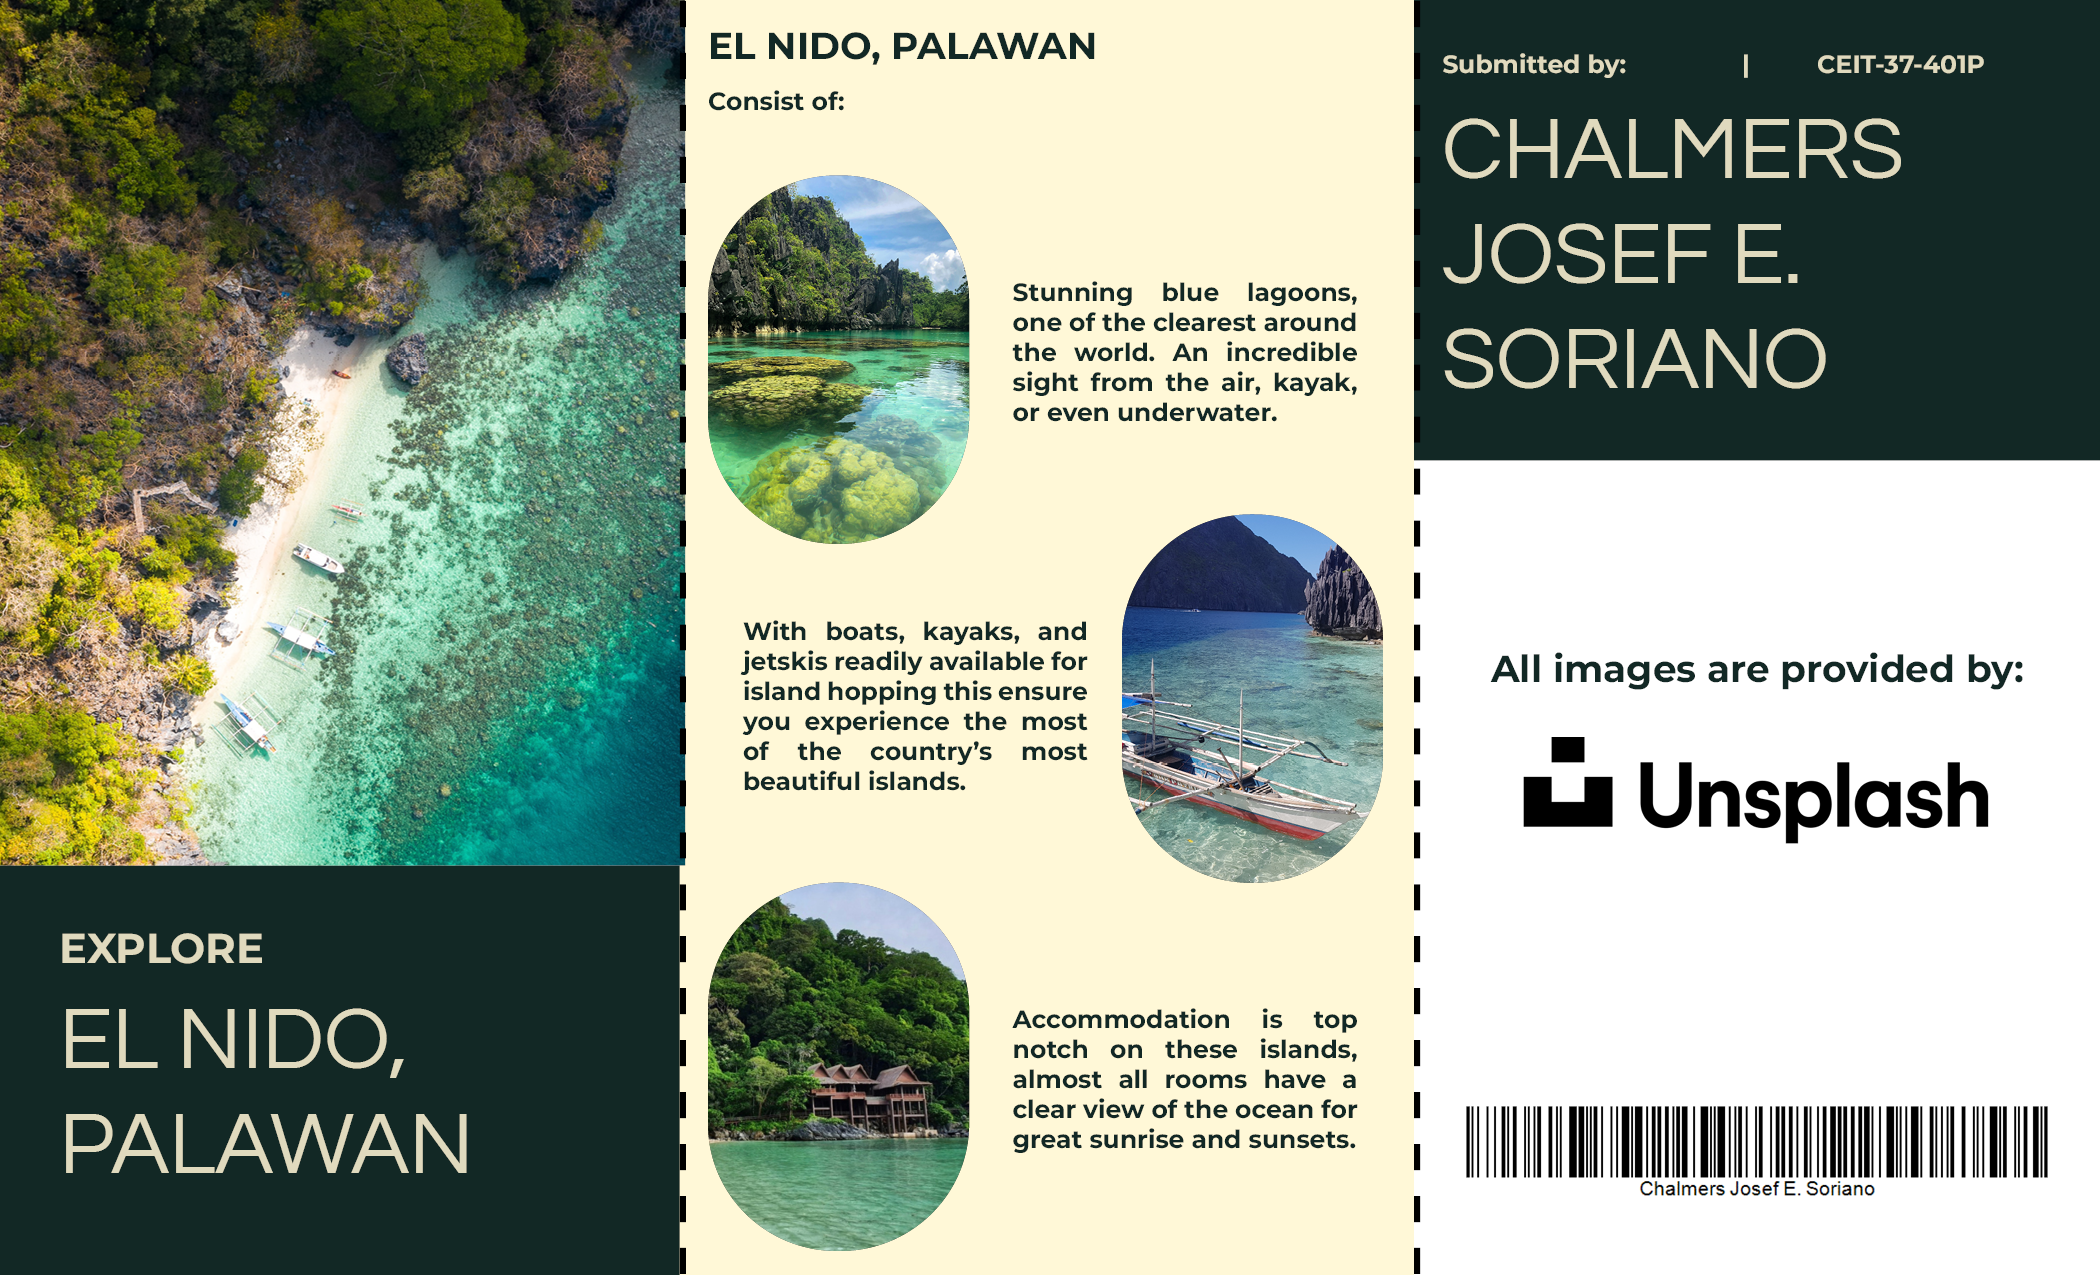 EXPLORE
EL NIDO,
PALAWAN
EL NIDO, PALAWAN
Consist of:
Stunning blue lagoons,
one of the clearest around
the world. An incredible
sight from the air, kayak,
or even underwater.
With boats, kayaks, and
jetskis readily available for
island hopping this ensure
you experience the most
of the country’s most
beautiful islands.
Accommodation is top
notch on these islands,
almost all rooms have a
clear view of the ocean for
great sunrise and sunsets.
Submitted by: | CEIT-37-401P
CHALMERS
JOSEF E.
SORIANO
All images are provided by:
Unsplash
Chalmers Josef E. Soriano